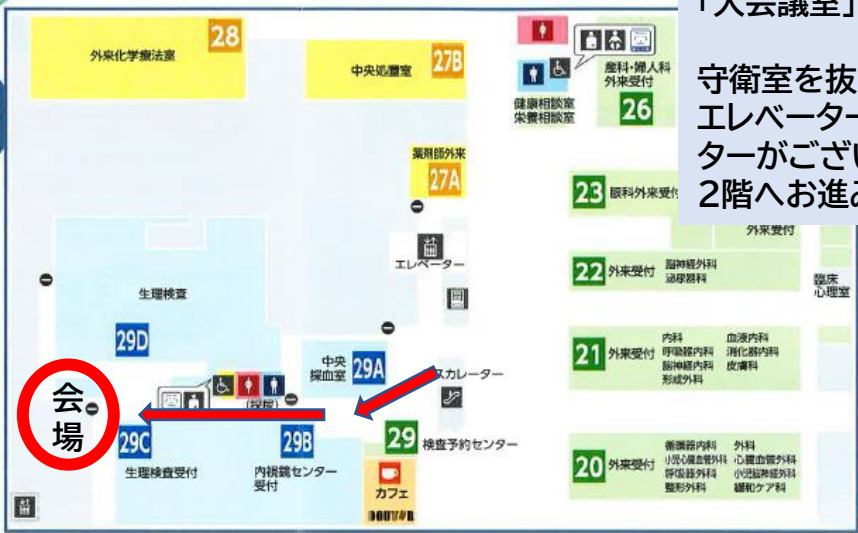 「大会議室」
守衛室を抜
エレベーター
ターがござい
2階へお進み
外来化学療法室
28
中央処置室
27B
薬剤師外来
27A
健康相談室
栄養相談室
産科・婦人科
外来受付
26
23 眼科外来受付
外来受付
エレベーター
22 外来受付
脳神経外科
泌尿器科
臨床
心理室
生理検査
29D
中央
採血室
29A
スカレーター
21 外来受付
内科 血液内科
呼吸器内科 消化器内科
脳神経内科 皮膚科
形成外科
会場
(採尿)
29C
生理検査受付
29B
内視鏡センター
受付
29 検査予約センター
カフェ
DOUTOR
20 外来受付
循環器内科 外科
小児心臓血管外科 心臓血管外科
呼吸器外科 小児脳神経外科
整形外科 緩和ケア科